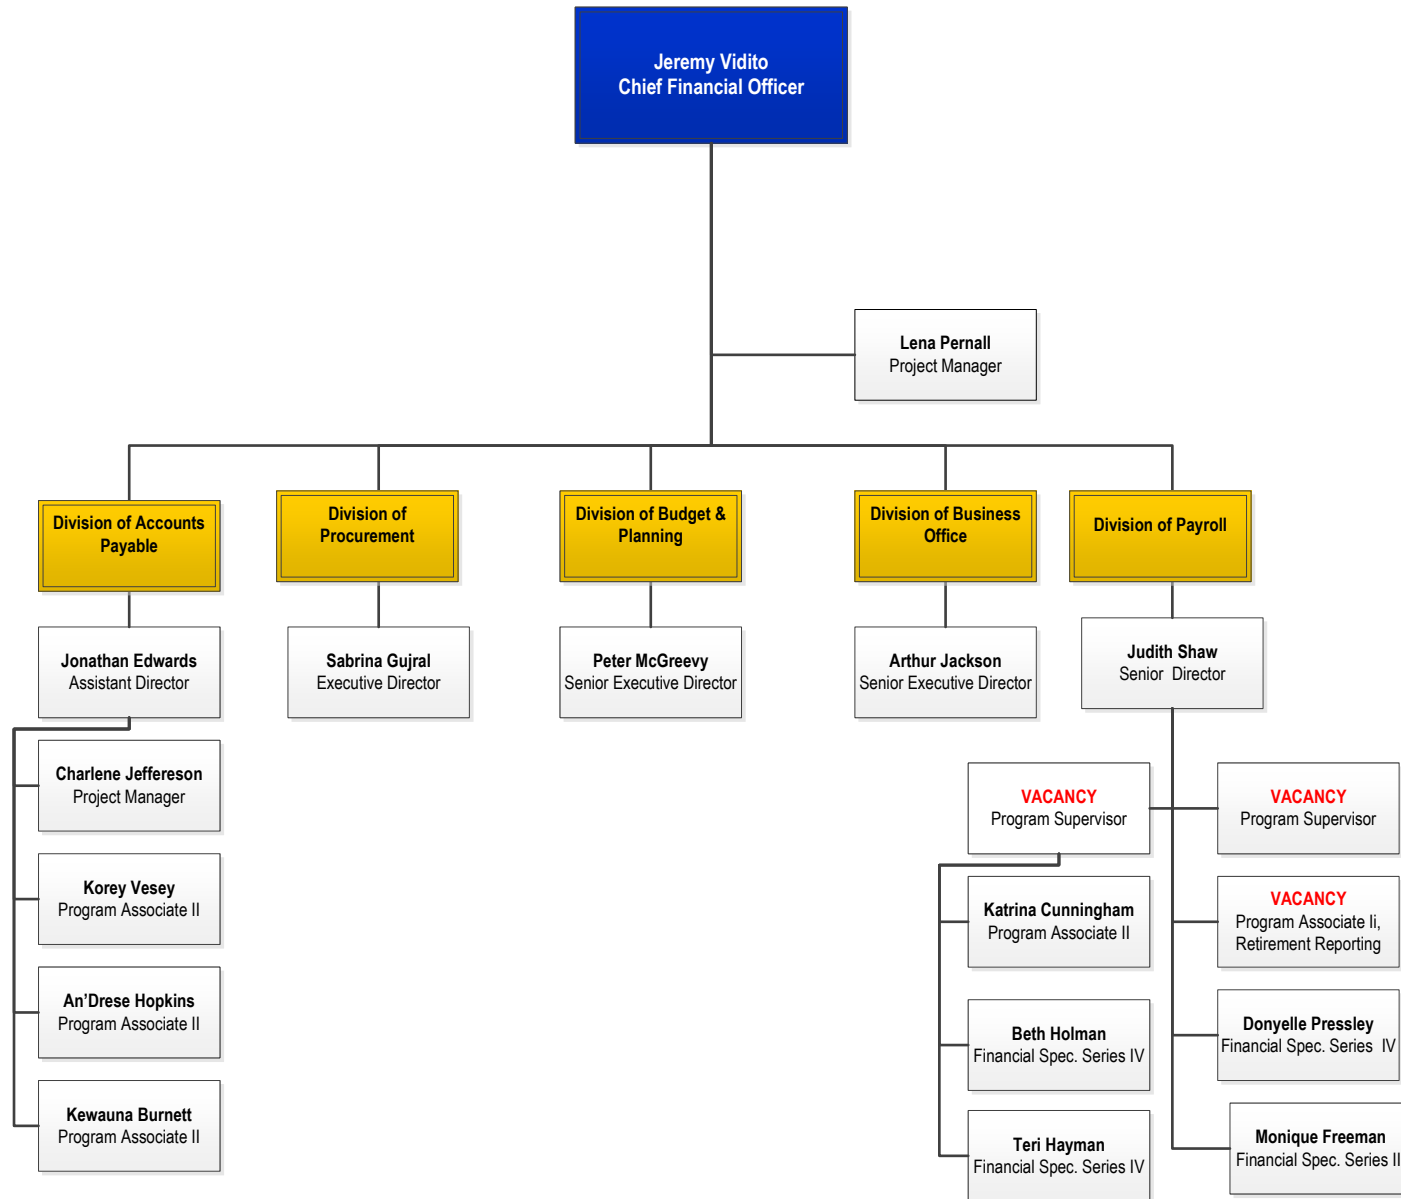 Jeremy Vidito
Chief Financial Officer
Lena Pernall
Project Manager
Division of Accounts
Payable
Division of
Procurement
Division of Budget &
Planning
Division of Business
Office
Division of Payroll
Jonathan Edwards
Assistant Director
Sabrina Gujral
Executive Director
Peter McGreevy
Senior Executive Director
Arthur Jackson
Senior Executive Director
Judith Shaw
Senior Director
Charlene Jeffereson
Project Manager
Korey Vesey
Program Associate II
An'Drese Hopkins
Program Associate II
Kewauna Burnett
Program Associate II
VACANCY
Program Supervisor
Katrina Cunningham
Program Associate II
Beth Holman
Financial Spec. Series IV
Teri Hayman
Financial Spec. Series IV
VACANCY
Program Supervisor
VACANCY
Program Associate Ii,
Retirement Reporting
Donyelle Pressley
Financial Spec. Series IV
Monique Freeman
Financial Spec. Series II